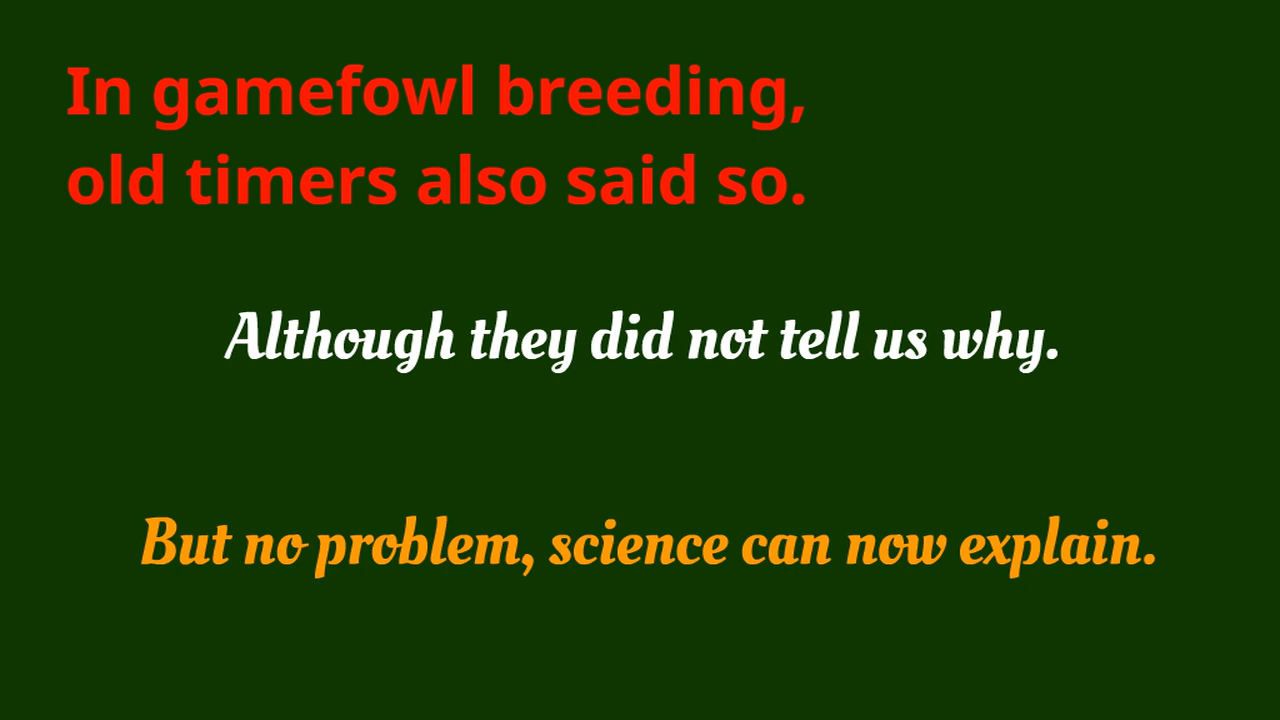 In gamefowl breeding,
old timers also said so.
Although they did not tell us why.
But no problem, science can now explain.